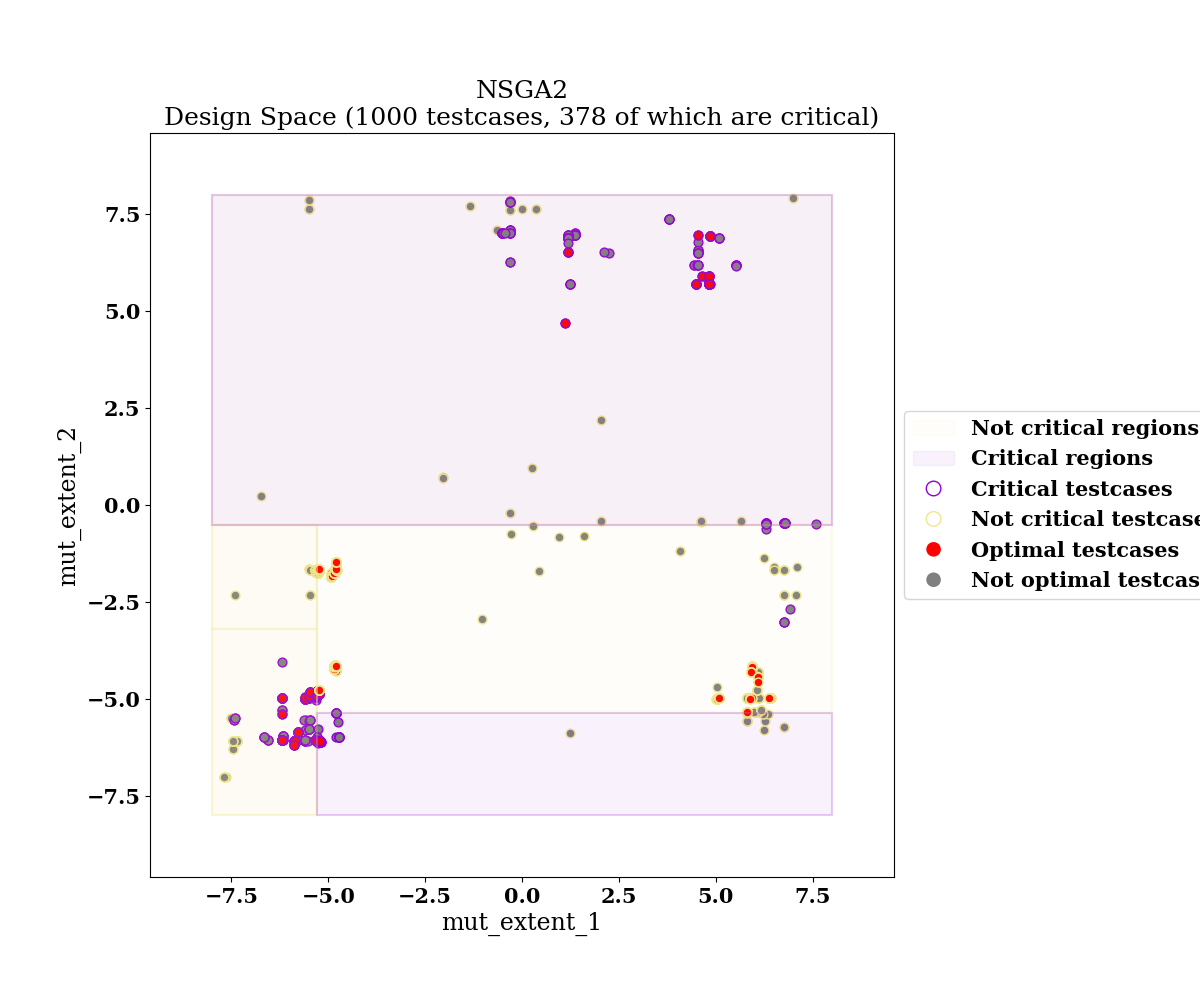 NSGA2
Design Space (1000 testcases, 378 of which are critical)
7.5
5.0
2.5
0.0
−2.5
−5.0
−7.5
mut_extent_2
−7.5 −5.0 −2.5 0.0 2.5 5.0 7.5
mut_extent_1
Not critical regions
Critical regions
Critical testcases
Not critical testcase
Optimal testcases
Not optimal testcas